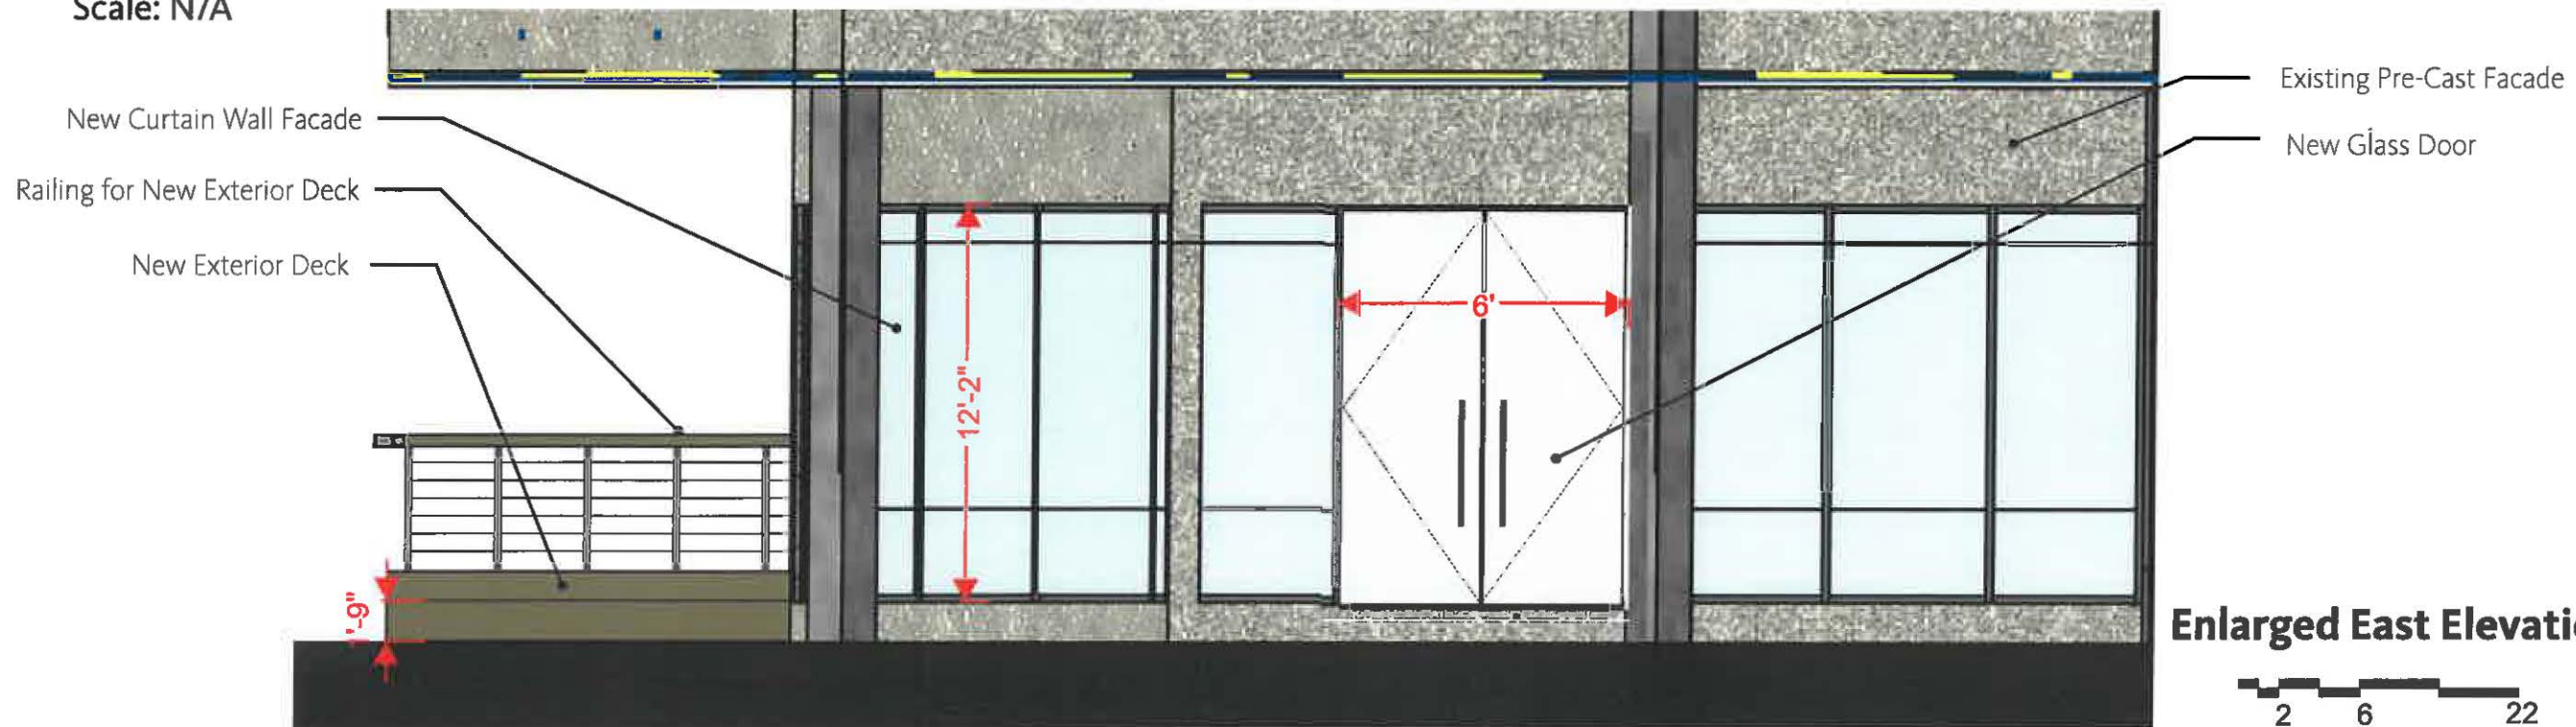 Scale: N/A
Existing Pre-Cast Facade
New Curtain Wall Facade
New Glass Door
Railing for New Exterior Deck
New Exterior Deck
6'
12'-2"
1'-9"
Enlarged East Elevati
2 6 22